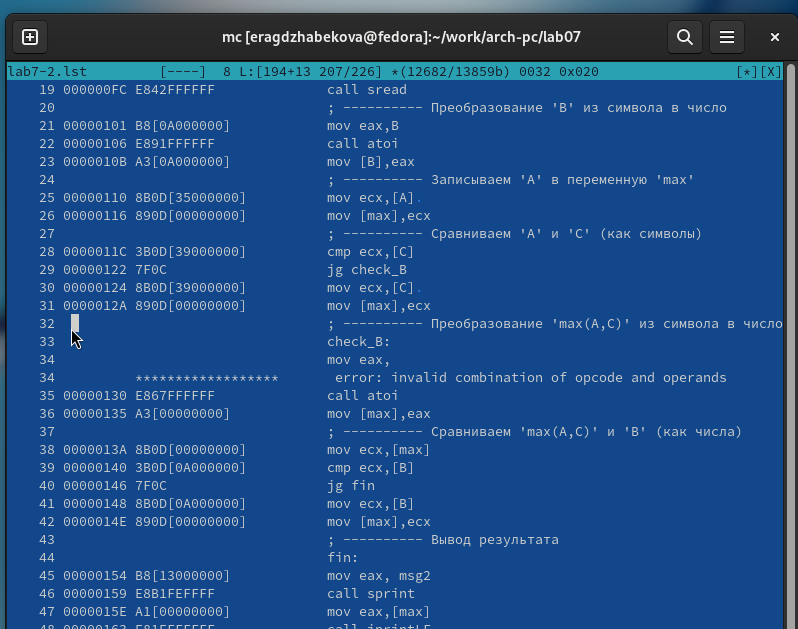 mc [eragdzhabekova@fedora]:~/work/arch-pc/lab07
lab7-2.lst [----] 8 L:[194+13 207/226] *(12682/13859b) 0032 0x020 [*][X]
19 000000FC E842FFFFFF call sread
20 ; ---------- Преобразование 'B' из символа в число
21 00000101 B8[0A000000] mov eax,B
22 00000106 E891FFFFFF call atoi
23 0000010B A3[0A000000] mov [B],eax
24 ; ---------- Записываем 'A' в переменную 'max'
25 00000110 8B0D[35000000] mov ecx,[A].
26 00000116 890D[00000000] mov [max],ecx
27 ; ---------- Сравниваем 'A' и 'С' (как символы)
28 0000011C 3B0D[39000000] cmp ecx,[C]
29 00000122 7F0C jg check_B
30 00000124 8B0D[39000000] mov ecx,[C].
31 0000012A 890D[00000000] mov [max],ecx
32 ; ---------- Преобразование 'max(A,C)' из символа в число
33 check_B:
34 mov eax,
34 ****************** error: invalid combination of opcode and operands
35 00000130 E867FFFFFF call atoi
36 00000135 A3[00000000] mov [max],eax
37 ; ---------- Сравниваем 'max(A,C)' и 'B' (как числа)
38 0000013A 8B0D[00000000] mov ecx,[max]
39 00000140 3B0D[0A000000] cmp ecx,[B]
40 00000146 7F0C jg fin
41 00000148 8B0D[0A000000] mov ecx,[B]
42 0000014E 890D[00000000] mov [max],ecx
43 ; ---------- Вывод результата
44 fin:
45 00000154 B8[13000000] mov eax, msg2
46 00000159 E8B1FEFFFF call sprint
47 0000015E A1[00000000] mov eax,[max]